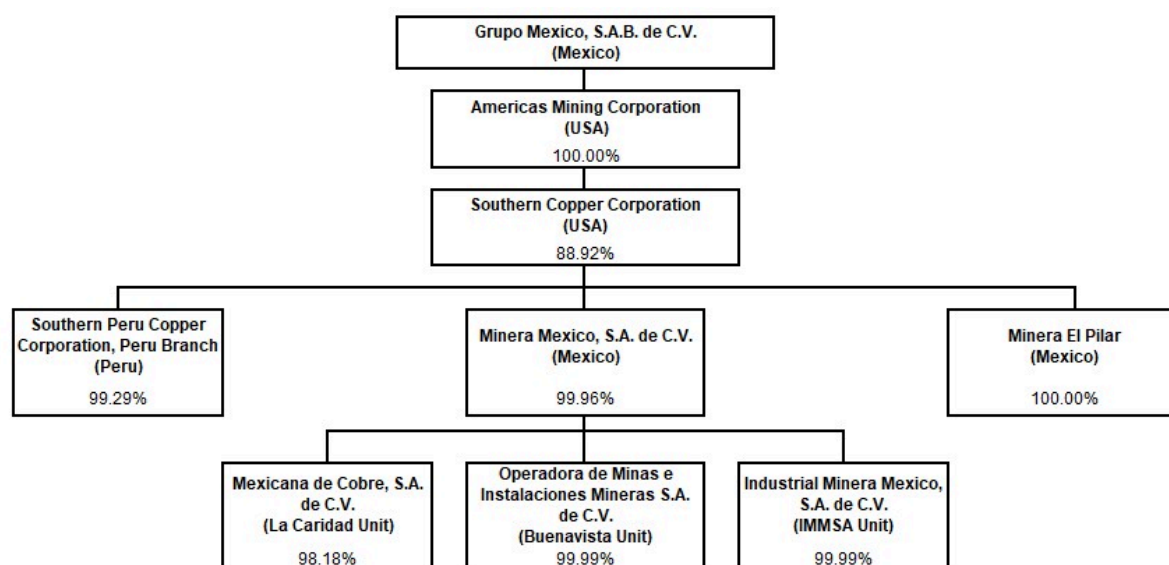 Grupo Mexico, S.A.B. de C.V.
(Mexico)
Americas Mining Corporation
(USA)
100.00%
Southern Copper Corporation
(USA)
88.92%
Southern Peru Copper
Corporation, Peru Branch
(Peru)
99.29%
Minera Mexico, S.A. de C.V.
(Mexico)
99.96%
Minera El Pilar
(Mexico)
100.00%
Mexicana de Cobre, S.A.
de C.V.
(La Caridad Unit)
98.18%
Operadora de Minas e
Instalaciones Mineras S.A.
de C.V.
(Buenavista Unit)
99.99%
Industrial Minera Mexico,
S.A. de C.V.
(IMMSA Unit)
99.99%